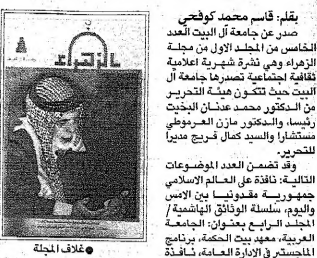 بقلم: قاسم محمد كوفحي
صدر عن جامعة آل البيت العدد
الخامس من المجلد الاول من مجلة
الزهراء وهي نشرة شهرية اعلامية
ثقافية اجتماعية تصدرها جامعة آل
البيت حيث تتكون هيئة التحرير
من الدكتور محمد عدنان البخيت
رئيسا، والدكتور مازن العرموطي
مستشارا والسيد كمال فريج مديرا
للتحرير.
وقد تضمن العدد الموضوعات
التالية: نافذة على العالم الاسلامي
جمهورية مقدونيا بين الامس
واليوم، سلسلة الوثائق الهاشمية/
المجلد الرابع بعنوان: الجامعة
العربية، معهد بيت الحكمة، برنامج
الماجستير في الادارة العامة، نافذة
الزهراء
غلاف المجلة